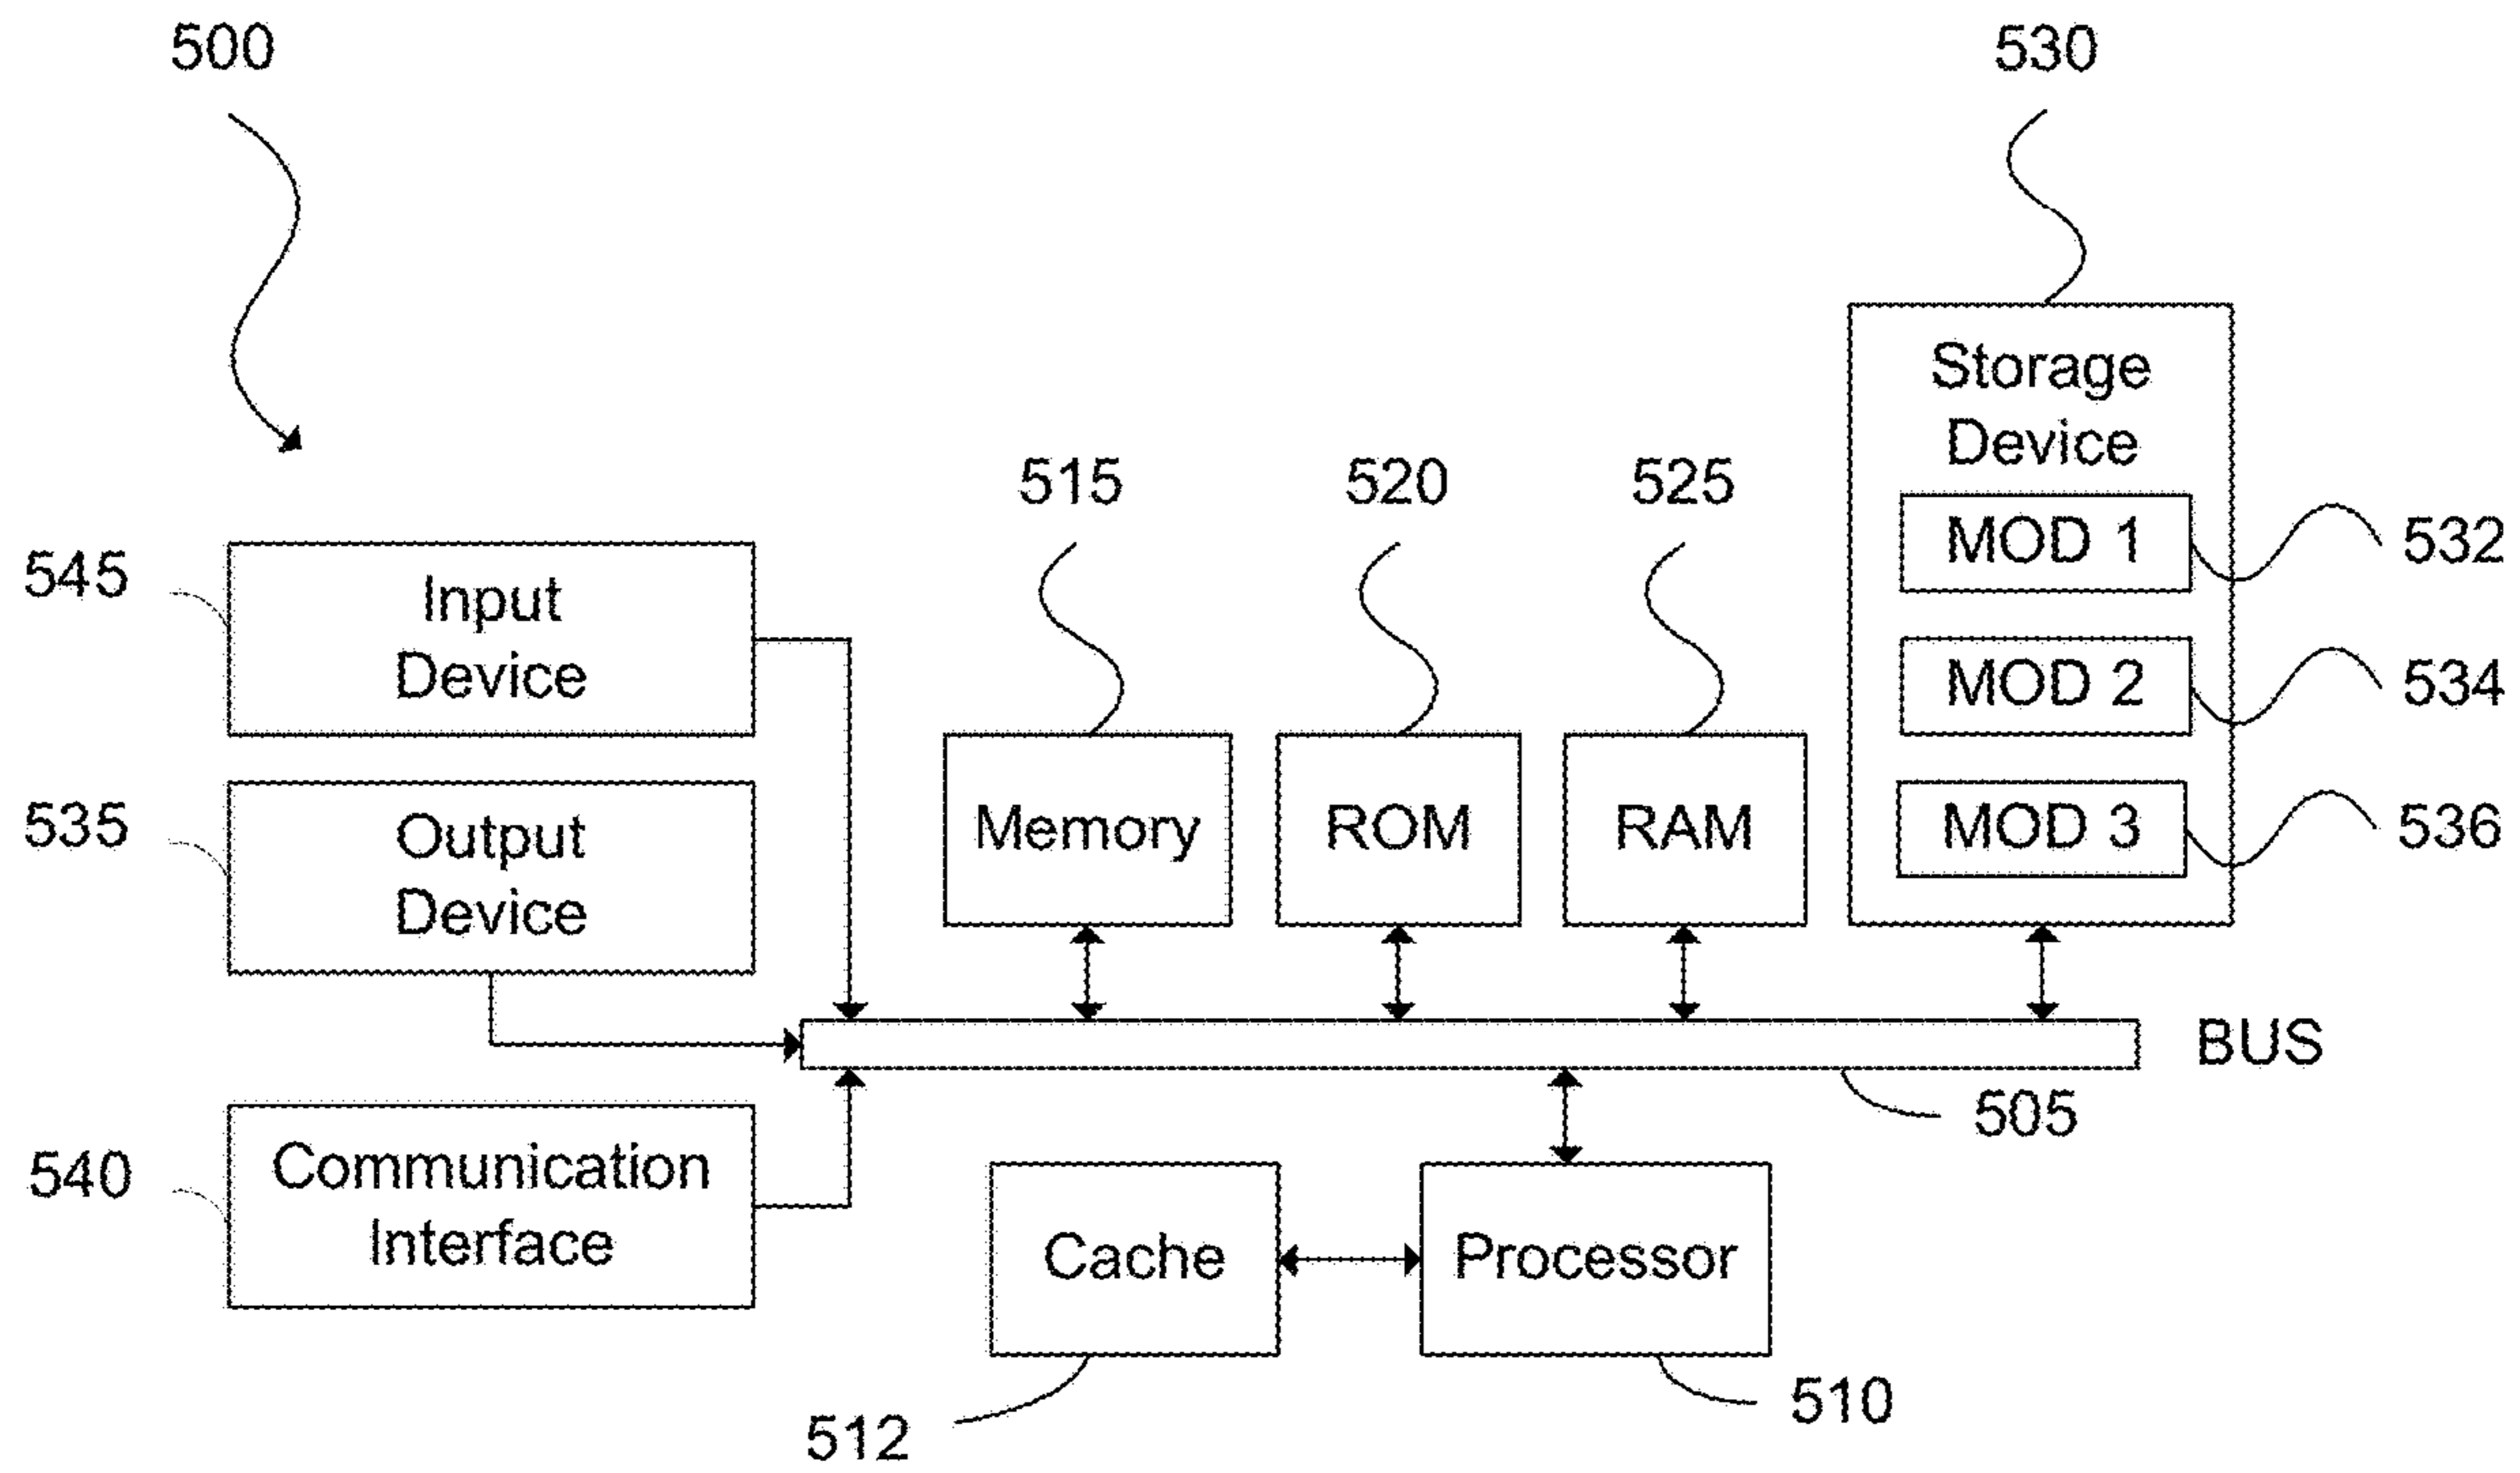 500
530
Storage
Device
515
520
525
MOD 1
532
545
Input
Device
MOD 2
534
535
Output
Device
Memory
ROM
RAM
MOD 3
536
BUS
505
540
Communication
Interface
Cache
Processor
512
510